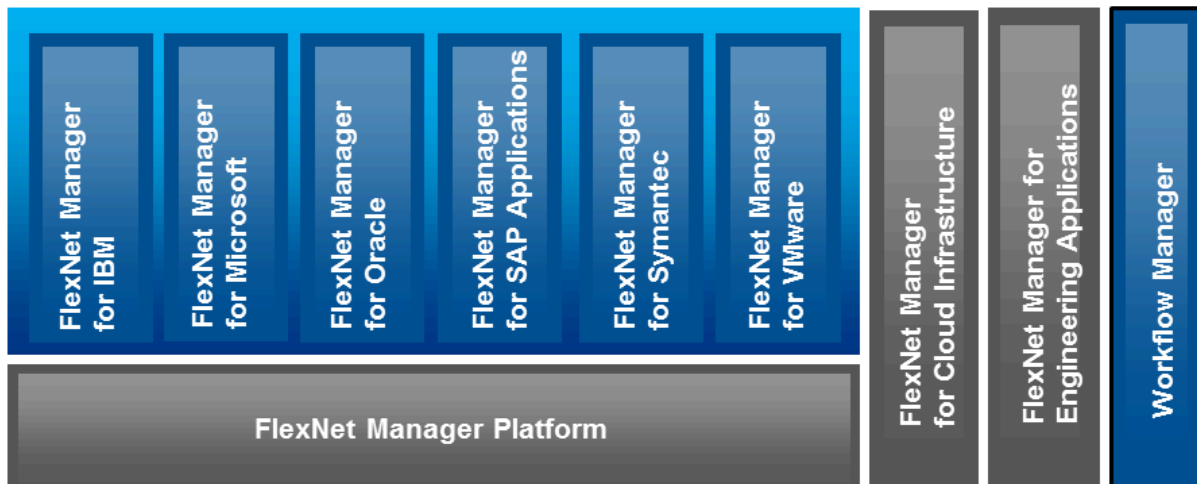 FlexNet Manager
for IBM
FlexNet Manager
for Microsoft
FlexNet Manager
for Oracle
FlexNet Manager
for SAP Applications
FlexNet Manager
for Symantec
FlexNet Manager
for VMware
FlexNet Manager
for Cloud Infrastructure
FlexNet Manager for
Engineering Applications
Workflow Manager
FlexNet Manager Platform